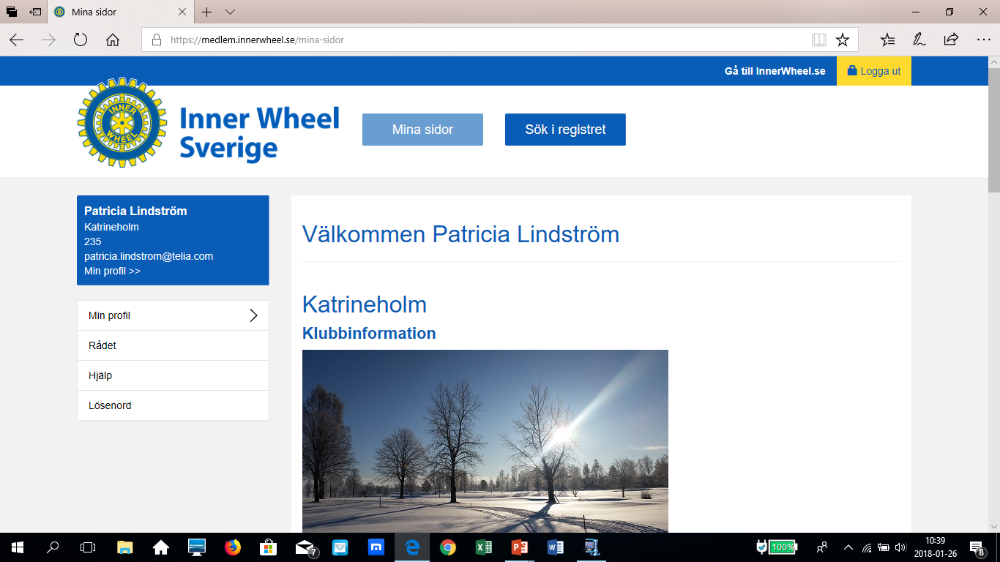 Mina sidor
https://medlem.innerwheel.se/mina-sidor
Gå till InnerWheel.se
Logga ut
INNER
WHEEL
Inner Wheel
Sverige
Mina sidor
Sök i registret
Patricia Lindström
Katrineholm
235
patricia.lindstrom@telia.com
Min profil >>
Min profil
Rådet
Hjälp
Lösenord
Välkommen Patricia Lindström
Katrineholm
Klubbinformation
7
100%
10:39
2018-01-26
8